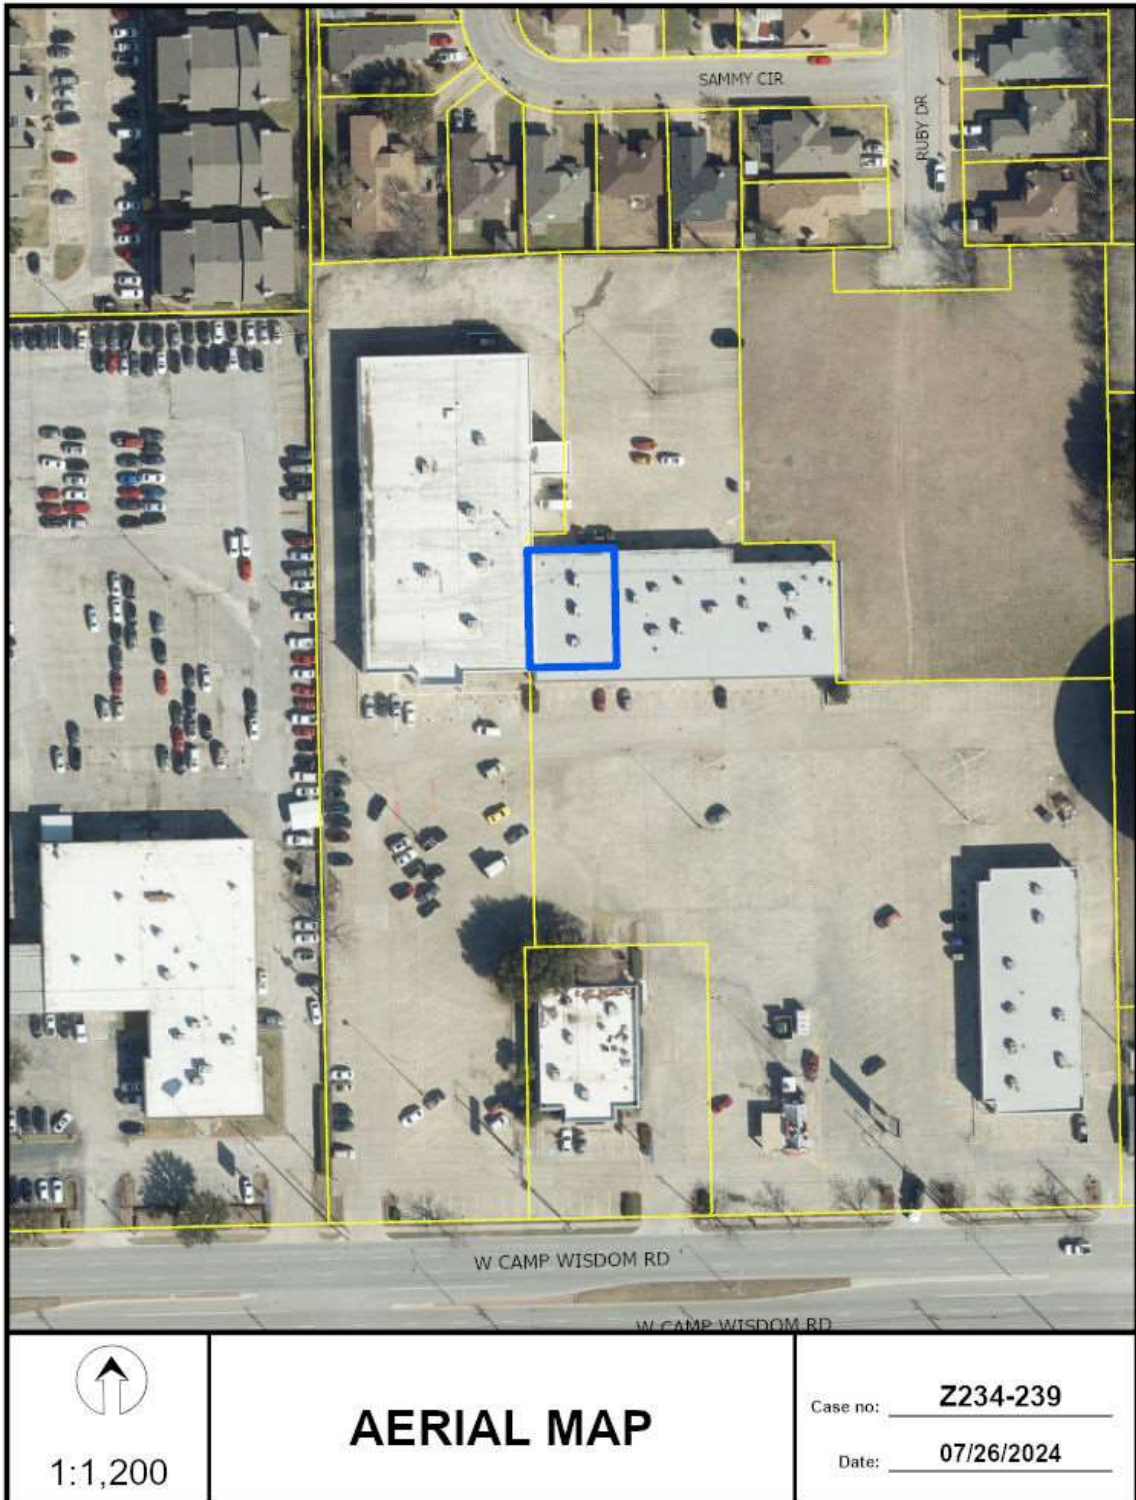 SAMMY CIR
RUBY DR
W CAMP WISDOM RD
W CAMP WISDOM RD
1:1,200
AERIAL MAP
Case no: Z234-239
Date: 07/26/2024